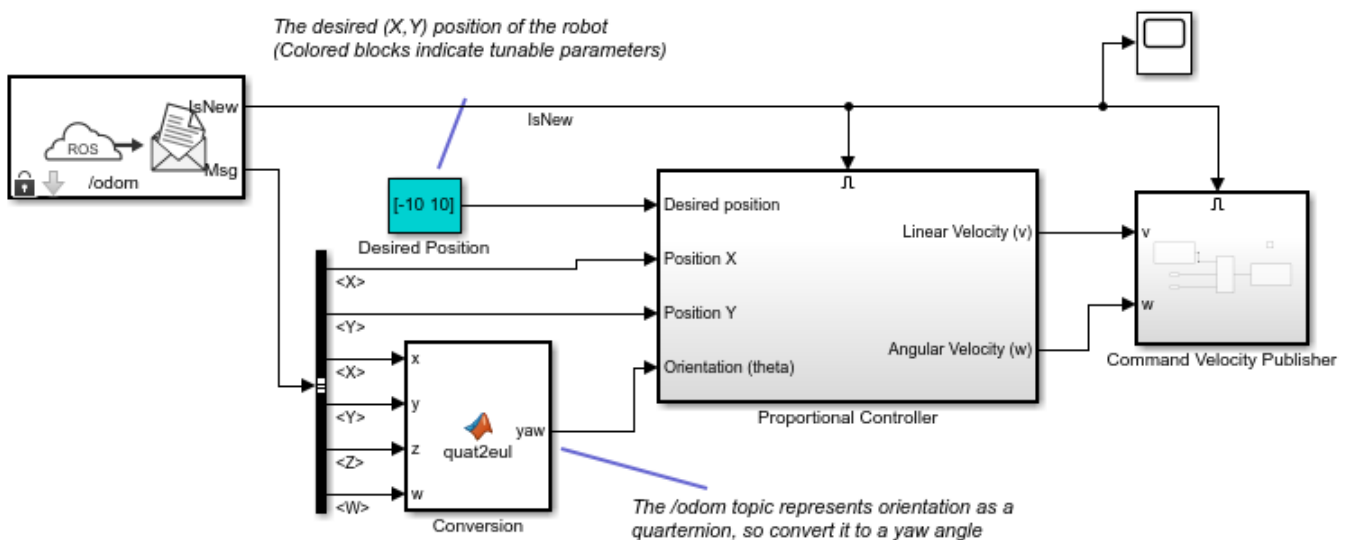 The desired (X,Y) position of the robot
(Colored blocks indicate tunable parameters)
IsNew
ROS
Msg
/odom
IsNew
[-10 10]
Desired Position
Desired position
Position X
Position Y
Orientation (theta)
Linear Velocity (v)
Angular Velocity (w)
Proportional Controller
v
w
Command Velocity Publisher
<X>
<Y>
<X>
<Y>
<Z>
<W>
x
y
z
w
yaw
quat2eul
Conversion
The /odom topic represents orientation as a
quarternion, so convert it to a yaw angle